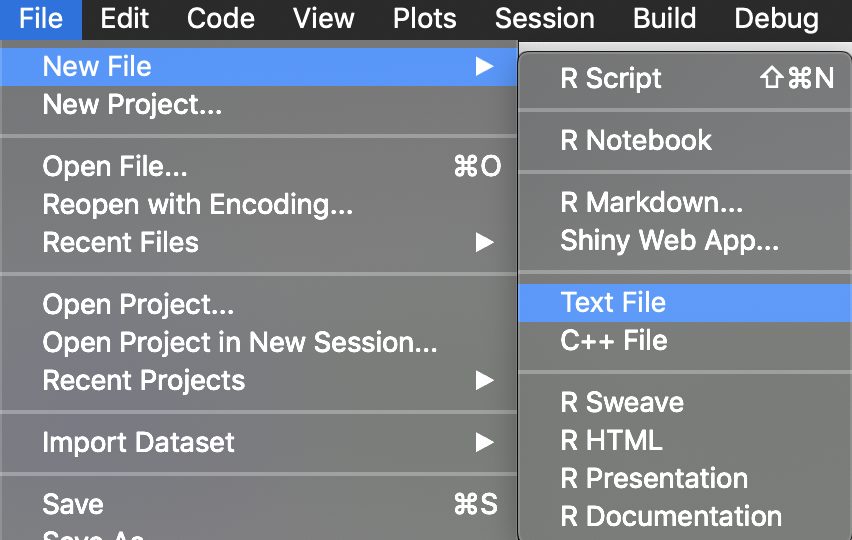 File Edit Code View Plots Session Build Debug
New File ▶
New Project...
Open File... ⌘O
Reopen with Encoding...
Recent Files ▶
Open Project...
Open Project in New Session...
Recent Projects ▶
Import Dataset ▶
Save ⌘S
Save As
R Script ⇧⌘N
R Notebook
R Markdown...
Shiny Web App...
Text File
C++ File
R Sweave
R HTML
R Presentation
R Documentation